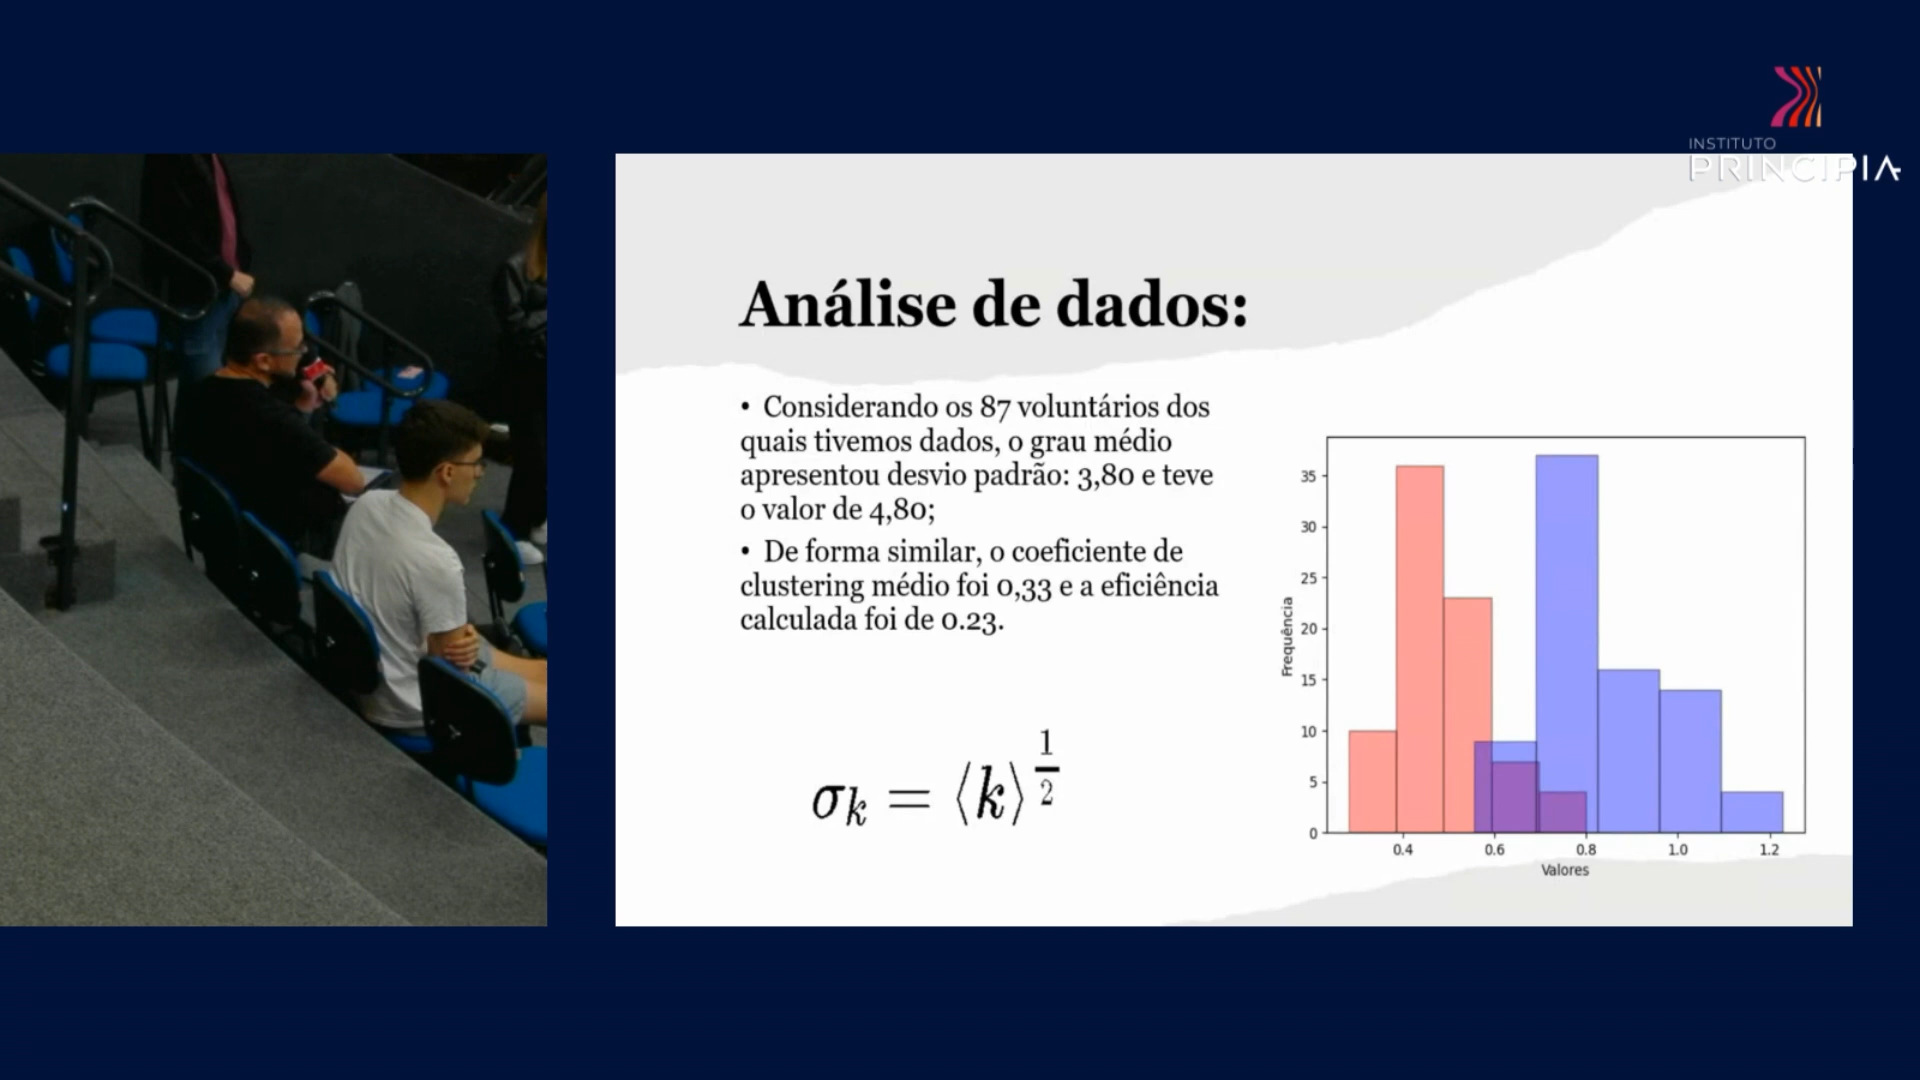 INSTITUTO
PRINCIPIA
Análise de dados:
• Considerando os 87 voluntários dos
quais tivemos dados, o grau médio
apresentou desvio padrão: 3,80 e teve
o valor de 4,80;
• De forma similar, o coeficiente de
clustering médio foi 0,33 e a eficiência
calculada foi de 0.23.
σk = ⟨k⟩^(1/2)
Frequência
35
30
25
20
15
10
5
0
0.4 0.6 0.8 1.0 1.2
Valores